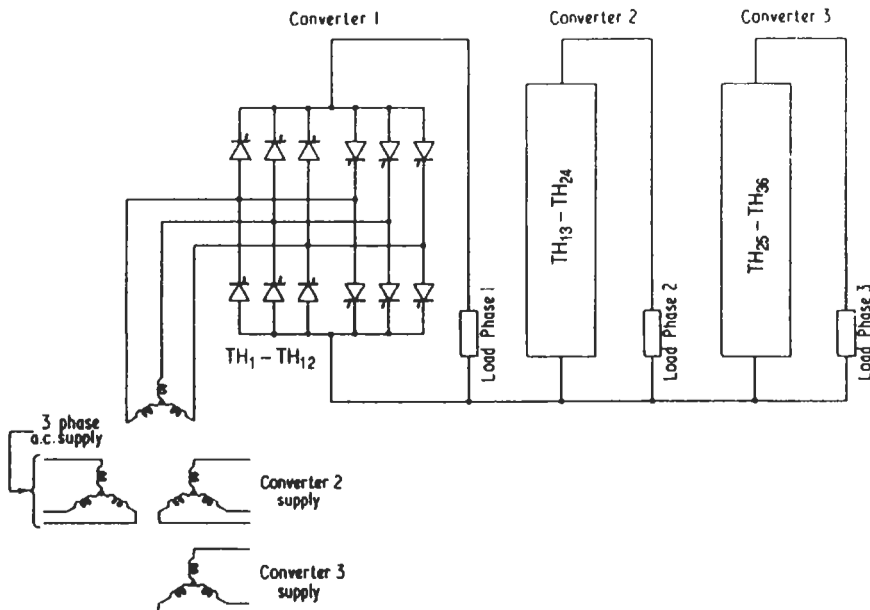 Converter 1
Converter 2
Converter 3
TH₁ – TH₁₂
TH₁₃ – TH₂₄
TH₂₅ – TH₃₆
Load Phase 1
Load Phase 2
Load Phase 3
3 phase
a.c. supply
Converter 2
supply
Converter 3
supply